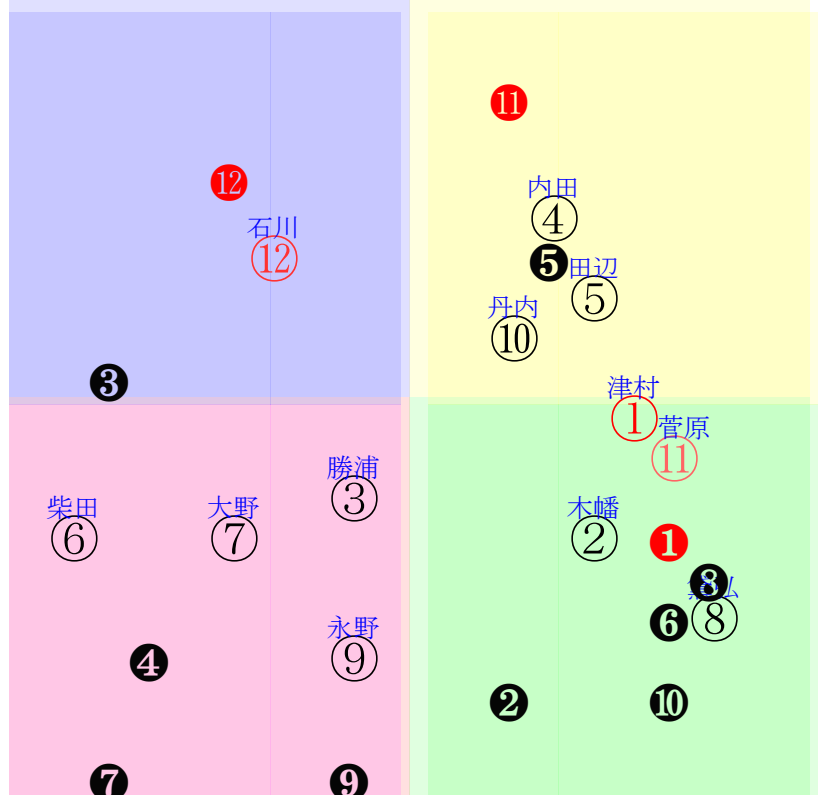 ⓫
内田
④
⓬
石川
⑫
❺
田辺
⑤
丹内
⑩
❸
津村
①
菅原
⑪
勝浦
③
柴田
⑥
大野
⑦
木幡
②
❶
❽
⑧
❻
永野
⑨
❹
❷
❿
❼
❾